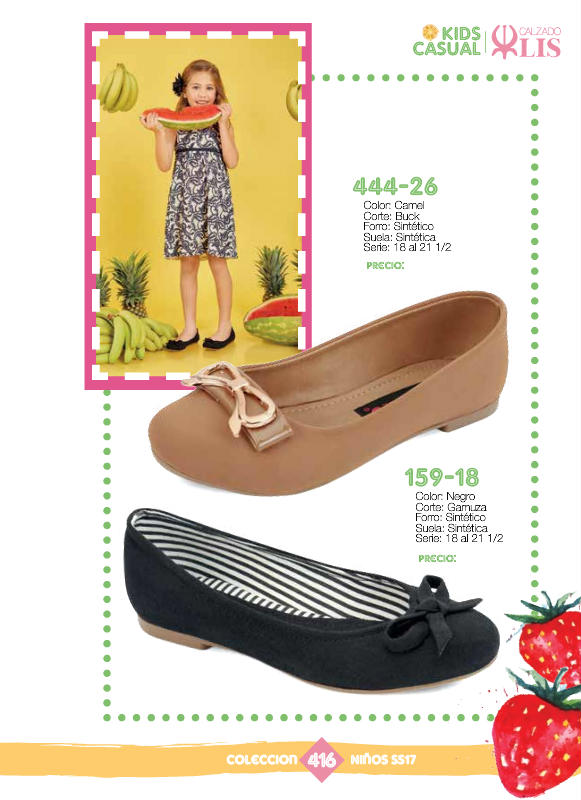 KIDS
CASUAL
CALZADO
LIS
444-26
Color: Camel
Corte: Buck
Forro: Sintético
Suela: Sintética
Serie: 18 al 21 1/2
PRECIO:
159-18
Color: Negro
Corte: Gamuza
Forro: Sintético
Suela: Sintética
Serie: 18 al 21 1/2
PRECIO:
COLECCION 416 NIÑOS SS17